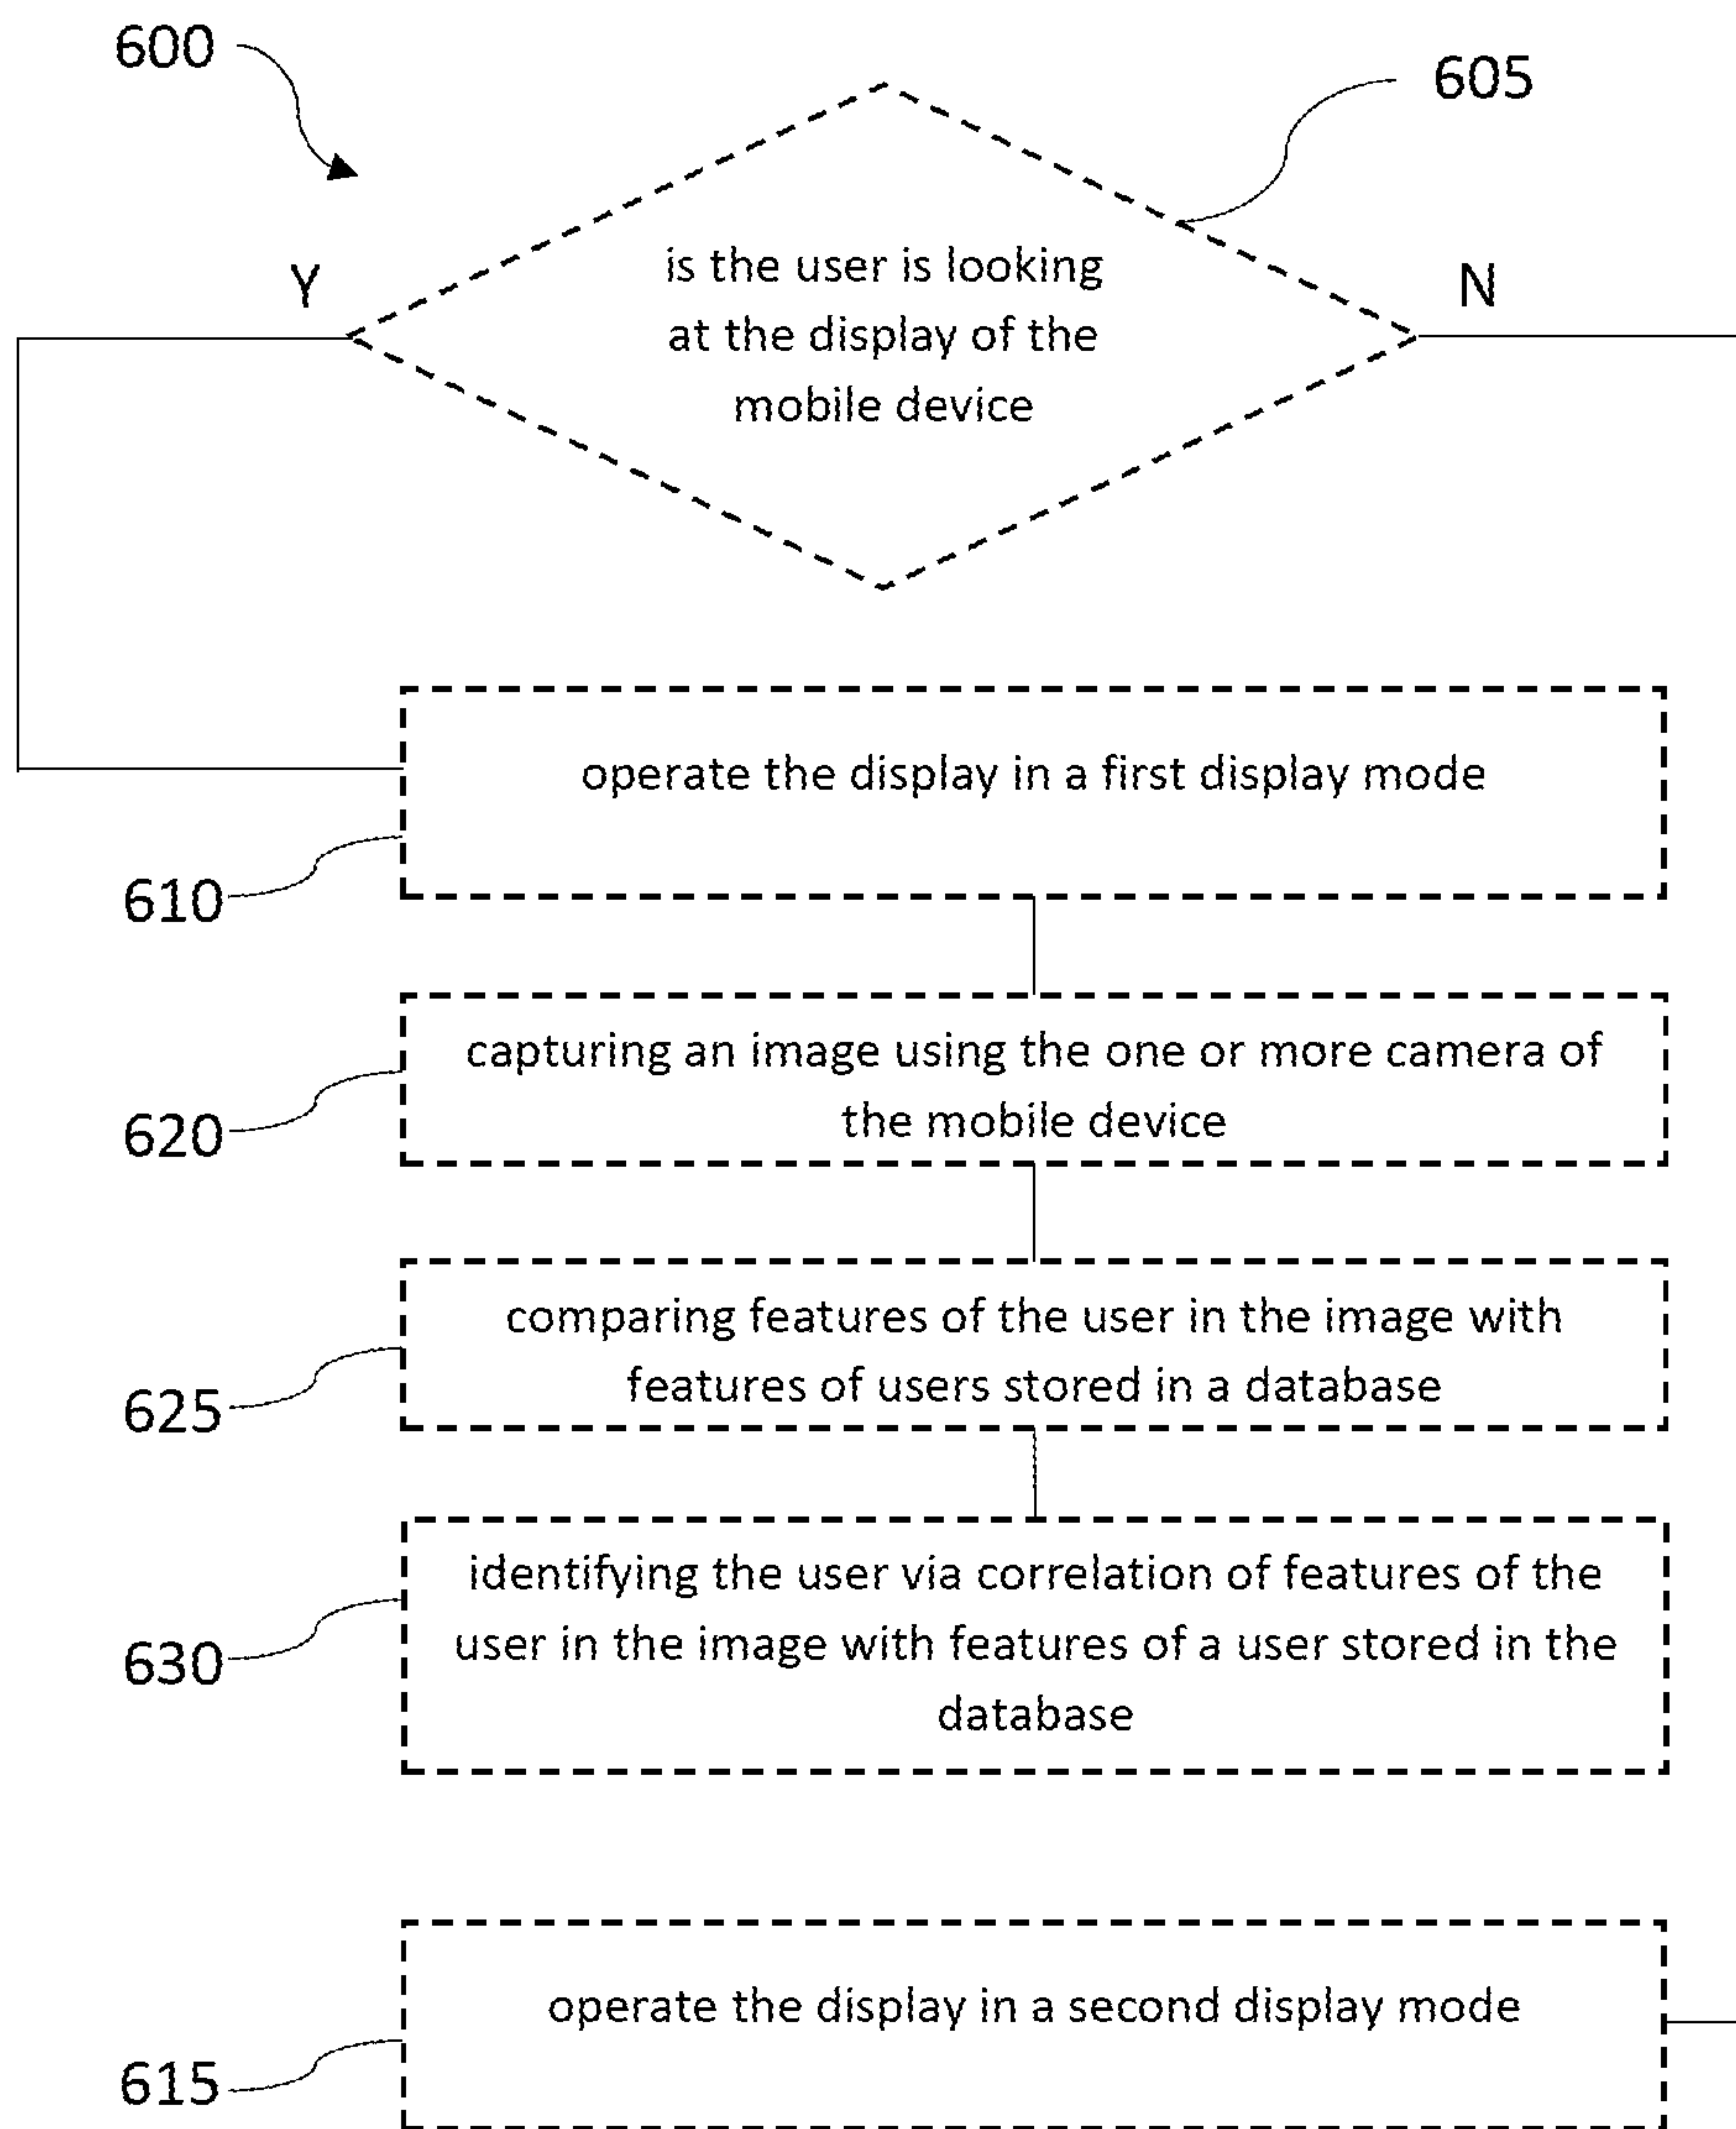 600
605
Y
N
is the user is looking
at the display of the
mobile device
operate the display in a first display mode
610
capturing an image using the one or more camera of
the mobile device
620
comparing features of the user in the image with
features of users stored in a database
625
identifying the user via correlation of features of the
user in the image with features of a user stored in the
database
630
operate the display in a second display mode
615